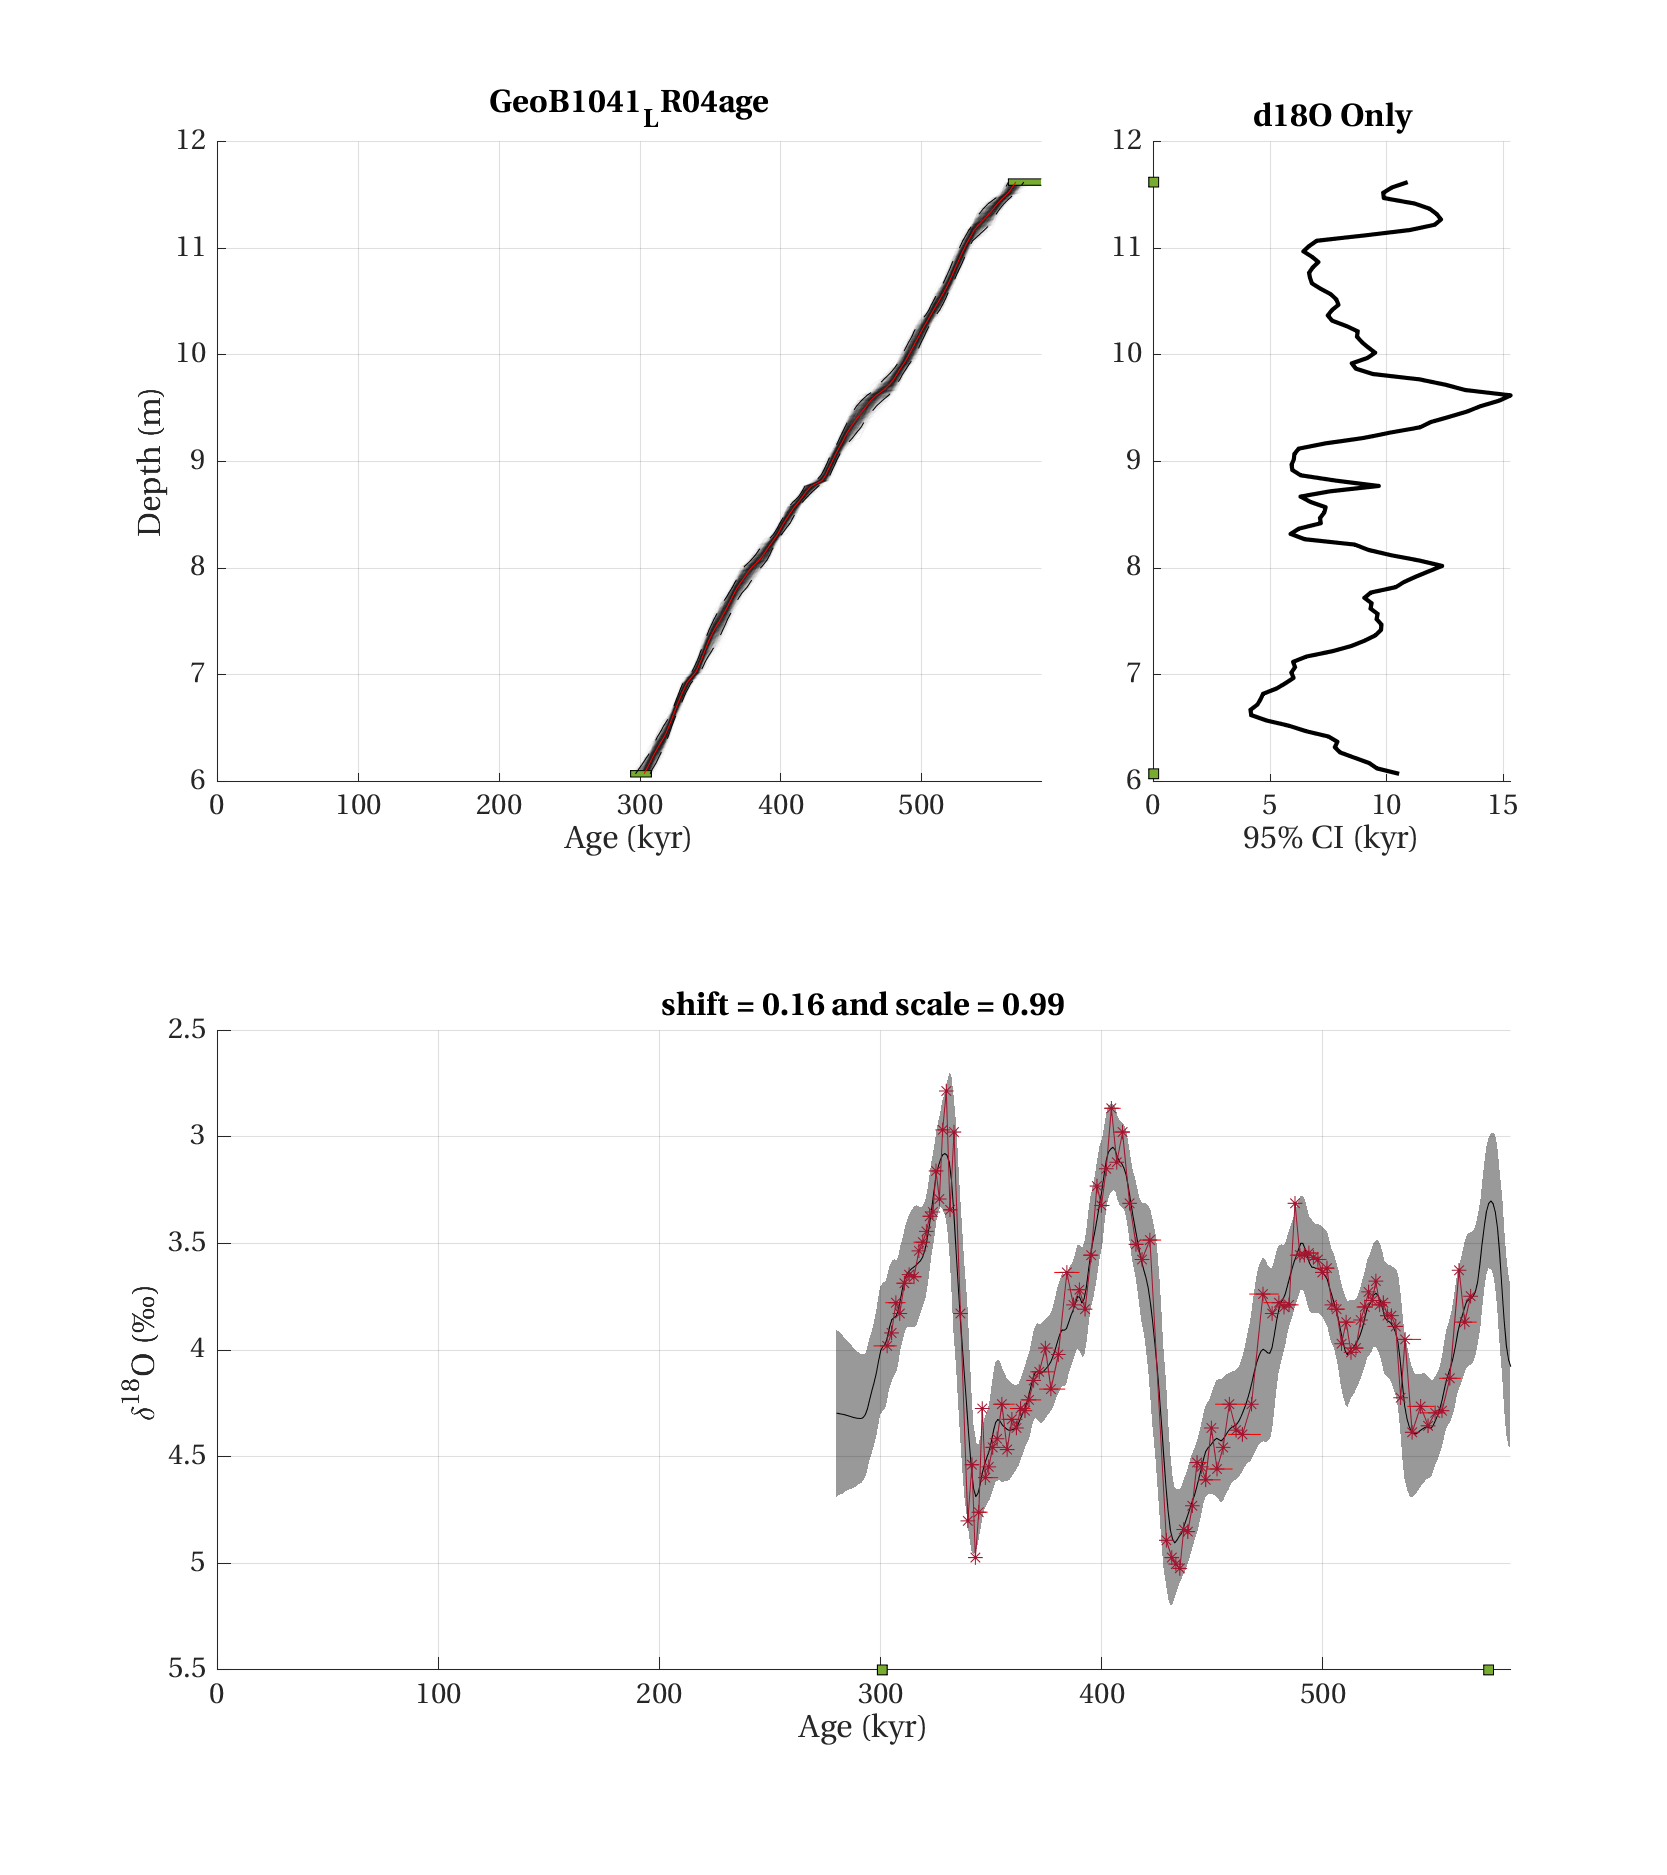 GeoB1041_L R04age
12
11
10
9
8
7
6
Depth (m)
0 100 200 300 400 500
Age (kyr)
d18O Only
12
11
10
9
8
7
6
0 5 10 15
95% CI (kyr)
shift = 0.16 and scale = 0.99
2.5
3
3.5
4
4.5
5
5.5
δ18O (‰)
0 100 200 300 400 500
Age (kyr)